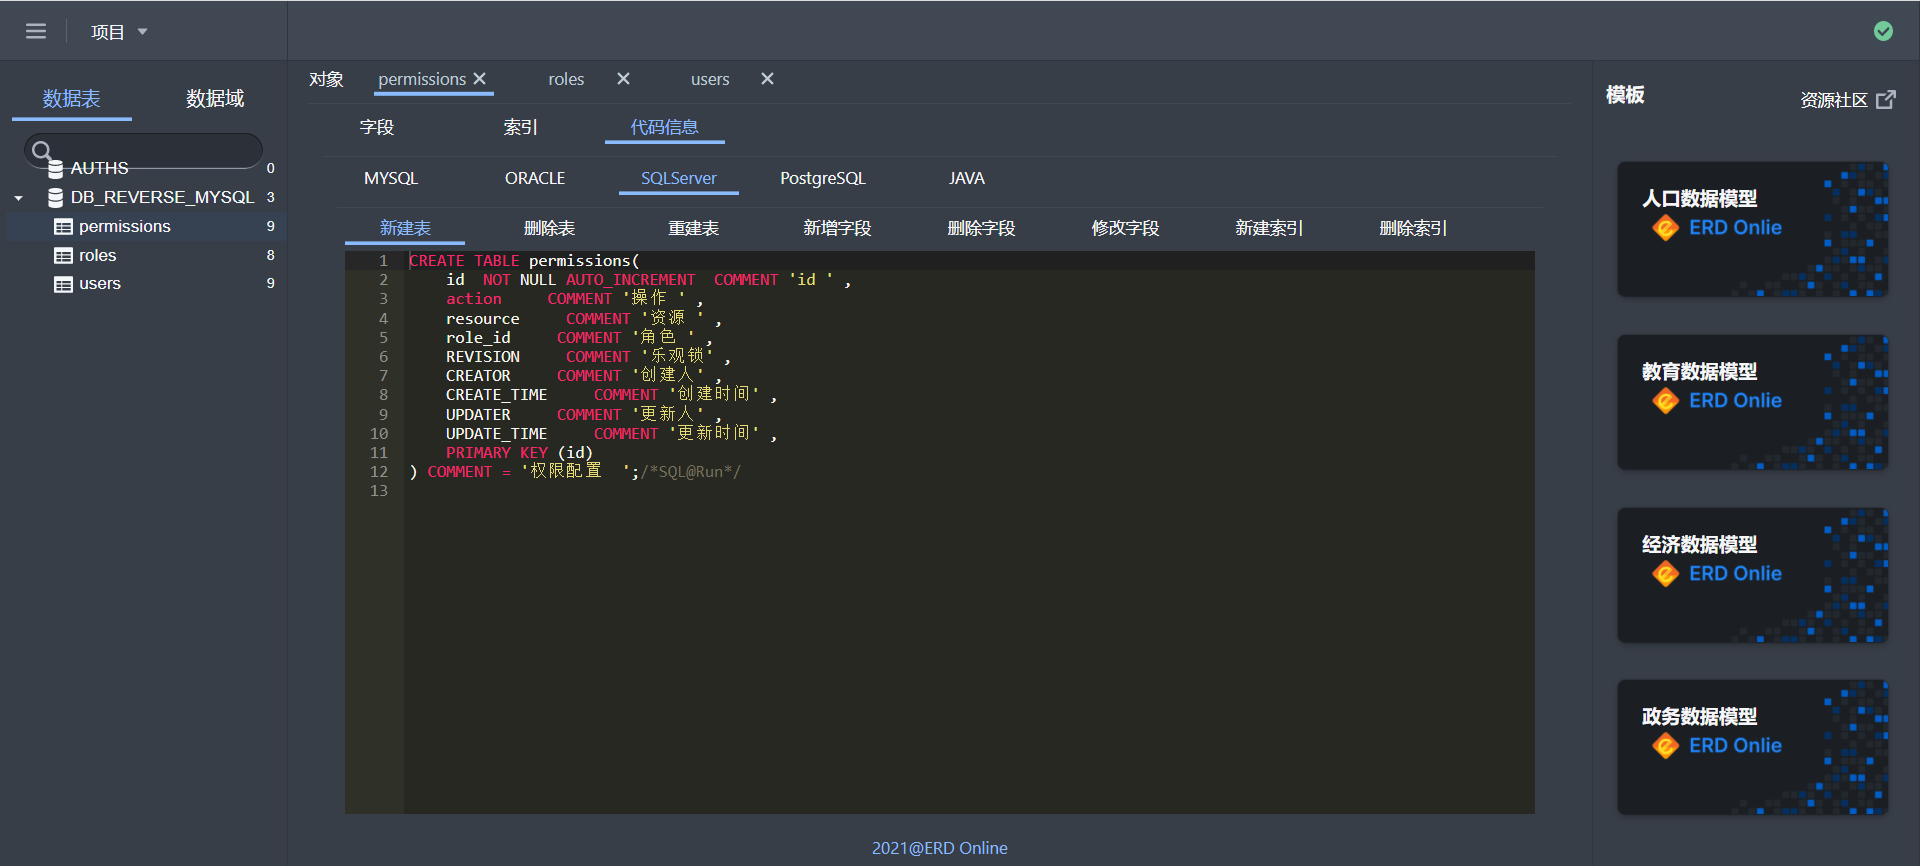 项目
数据表 数据域
AUTHS 0
DB_REVERSE_MYSQL 3
permissions 9
roles 8
users 9
对象 permissions roles users
字段 索引 代码信息
MYSQL ORACLE SQLServer PostgreSQL JAVA
新建表 删除表 重建表 新增字段 删除字段 修改字段 新建索引 删除索引
1 CREATE TABLE permissions(
2 id  NOT NULL AUTO_INCREMENT  COMMENT 'id ' ,
3 action     COMMENT '操作 ' ,
4 resource     COMMENT '资源 ' ,
5 role_id     COMMENT '角色 ' ,
6 REVISION     COMMENT '乐观锁' ,
7 CREATOR     COMMENT '创建人' ,
8 CREATE_TIME     COMMENT '创建时间' ,
9 UPDATER     COMMENT '更新人' ,
10 UPDATE_TIME     COMMENT '更新时间' ,
11 PRIMARY KEY (id)
12 ) COMMENT = '权限配置  ';/*SQL@Run*/
13
2021@ERD Online
模板 资源社区
人口数据模型
ERD Onlie
教育数据模型
ERD Onlie
经济数据模型
ERD Onlie
政务数据模型
ERD Onlie